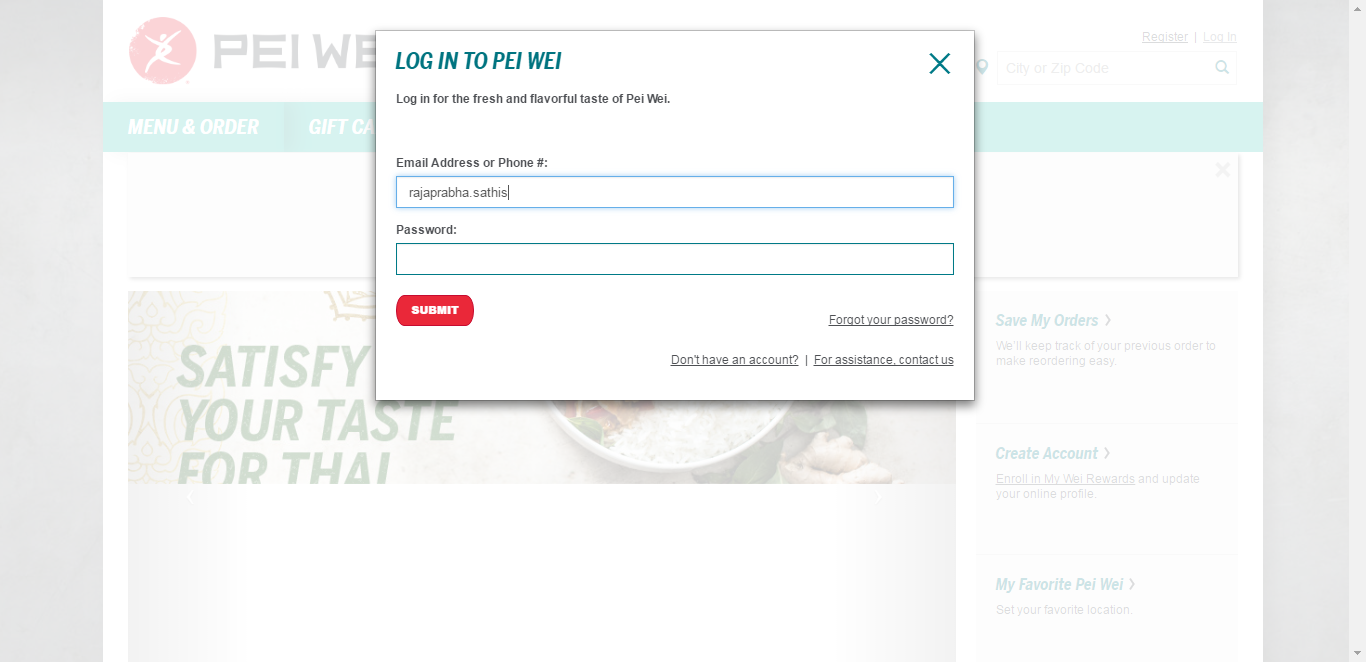 PEI WE
Register | Log In
City or Zip Code
MENU & ORDER
GIFT CA
LOG IN TO PEI WEI
Log in for the fresh and flavorful taste of Pei Wei.
Email Address or Phone #:
rajaprabha.sathis
Password:
SUBMIT
Forgot your password?
Don't have an account? | For assistance, contact us
SATISFY
YOUR TASTE
FOR THAI
Save My Orders
We'll keep track of your previous order to
make reordering easy.
Create Account
Enroll in My Wei Rewards and update
your online profile.
My Favorite Pei Wei
Set your favorite location.